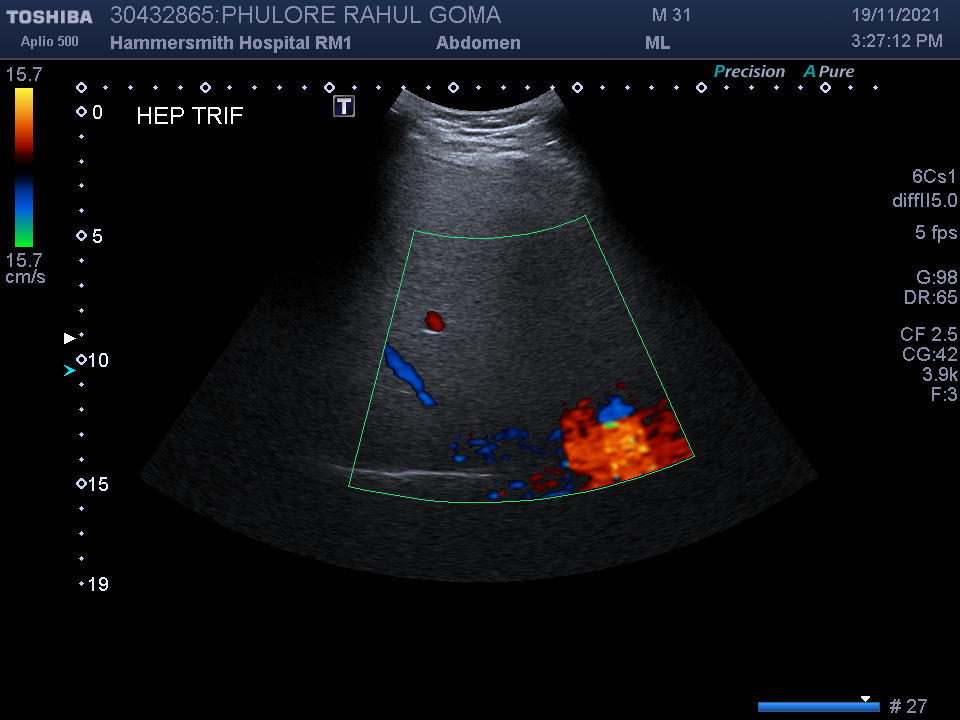 TOSHIBA 30432865:PHULORE RAHUL GOMA M 31 19/11/2021
Aplio 500 Hammersmith Hospital RM1 Abdomen ML 3:27:12 PM
Precision A Pure
15.7
0
HEP TRIF
T
6Cs1
diffII5.0
5
5 fps
15.7
cm/s
G:98
DR:65
CF 2.5
10
CG:42
3.9k
F:3
15
19
# 27